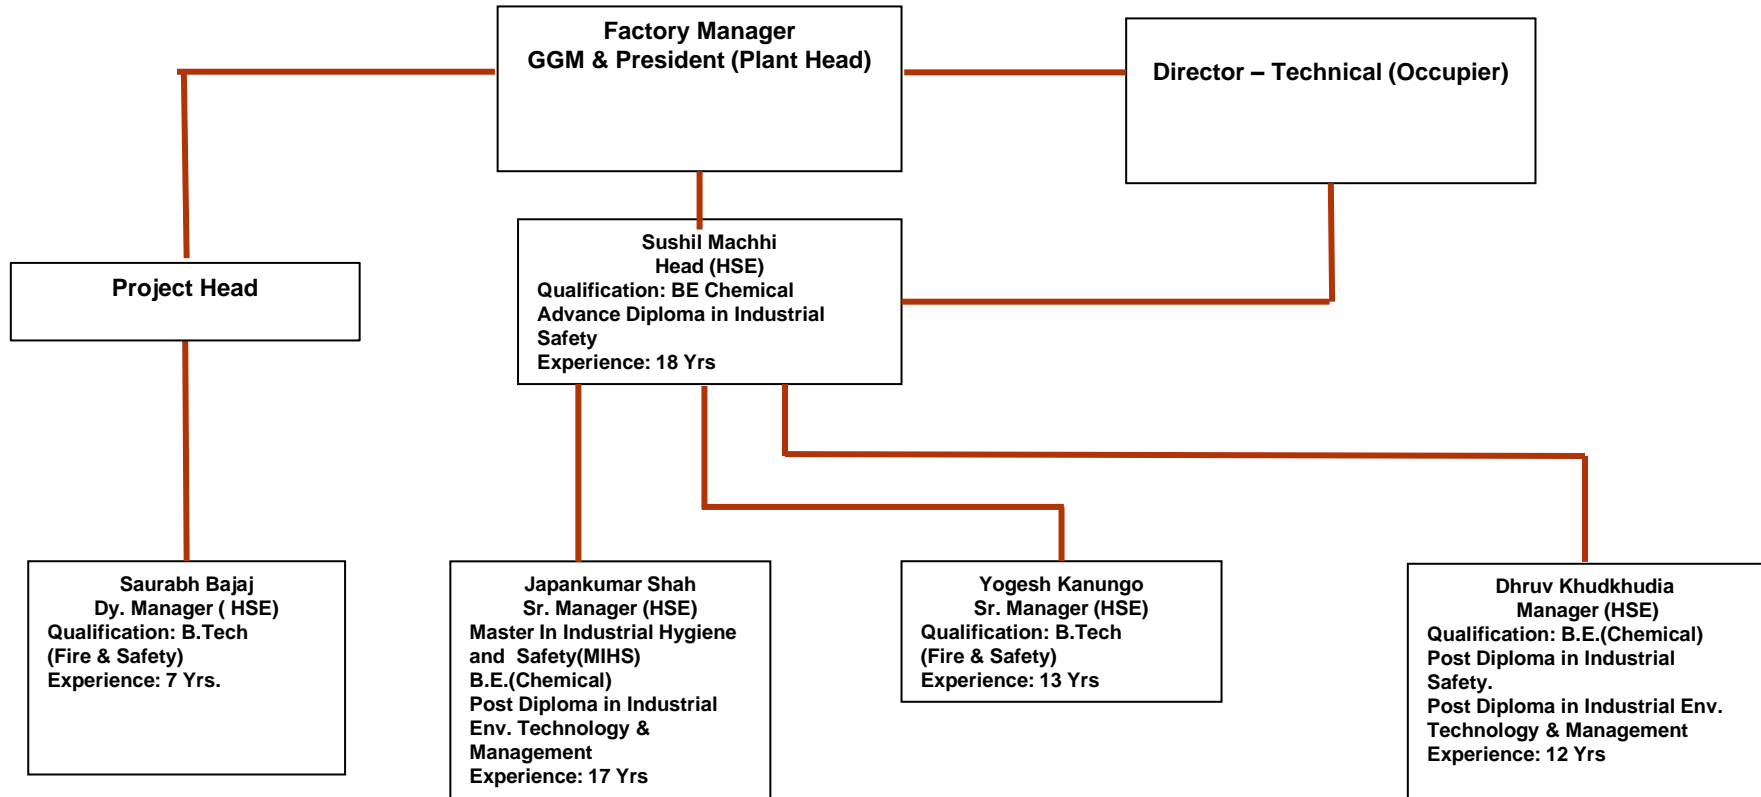 Factory Manager
GGM & President (Plant Head)
Director – Technical (Occupier)
Sushil Machhi
Head (HSE)
Qualification: BE Chemical
Advance Diploma in Industrial
Safety
Experience: 18 Yrs
Project Head
Saurabh Bajaj
Dy. Manager ( HSE)
Qualification: B.Tech
(Fire & Safety)
Experience: 7 Yrs.
Japankumar Shah
Sr. Manager (HSE)
Master In Industrial Hygiene
and Safety(MIHS)
B.E.(Chemical)
Post Diploma in Industrial
Env. Technology &
Management
Experience: 17 Yrs
Yogesh Kanungo
Sr. Manager (HSE)
Qualification: B.Tech
(Fire & Safety)
Experience: 13 Yrs
Dhruv Khudkhudia
Manager (HSE)
Qualification: B.E.(Chemical)
Post Diploma in Industrial
Safety.
Post Diploma in Industrial Env.
Technology & Management
Experience: 12 Yrs